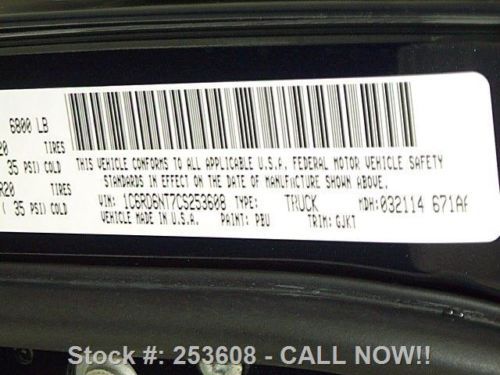 6800 LB
20 TIRES
35 PSI) COLD
R20 TIRES
( 35 PSI) COLD
THIS VEHICLE CONFORMS TO ALL APPLICABLE U.S.A. FEDERAL MOTOR VEHICLE SAFETY
STANDARDS IN EFFECT ON THE DATE OF MANUFACTURE SHOWN ABOVE.
VIN: 1C6RD6NT7CS253608 TYPE: TRUCK MDH: 032114 671AA
VEHICLE MADE IN U.S.A. PAINT: PBU TRIM: GJKT
Stock #: 253608 - CALL NOW!!